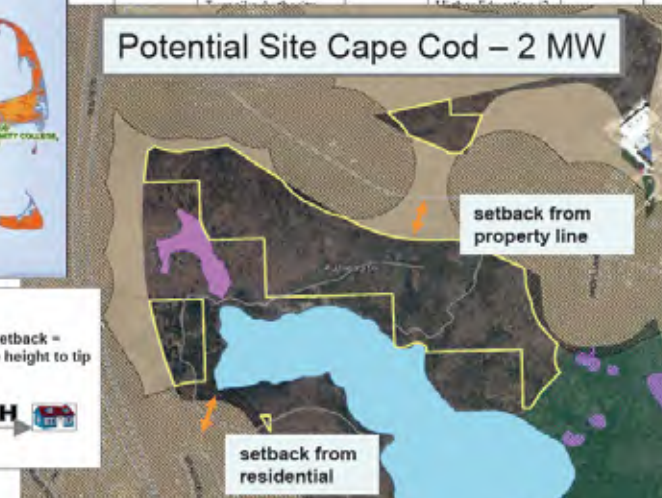 Potential Site Cape Cod – 2 MW
setback from
property line
etback =
height to tip
H
setback from
residential